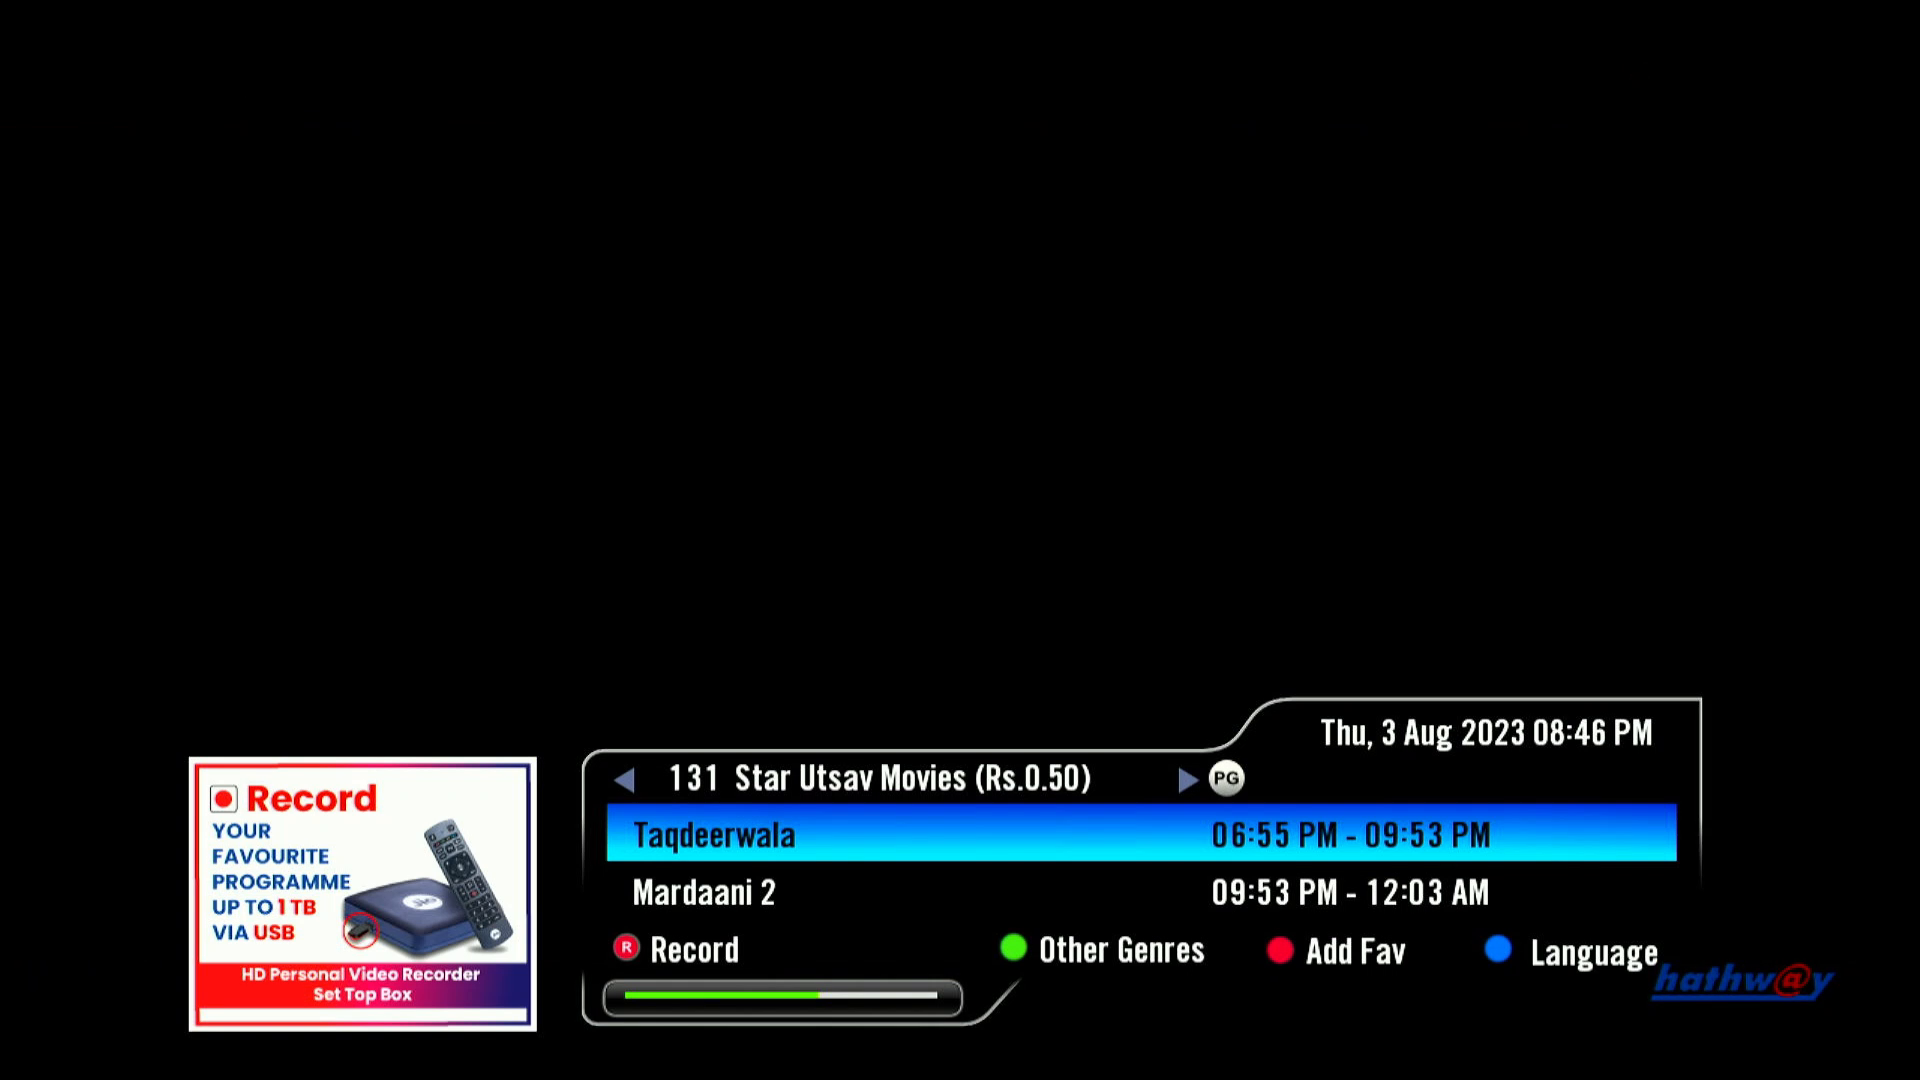 Thu, 3 Aug 2023 08:46 PM
131 Star Utsav Movies (Rs.0.50) PG
Taqdeerwala 06:55 PM - 09:53 PM
Mardaani 2 09:53 PM - 12:03 AM
R Record Other Genres Add Fav Language
hathw@y
Record
YOUR
FAVOURITE
PROGRAMME
UP TO 1 TB
VIA USB
Jio
HD Personal Video Recorder
Set Top Box